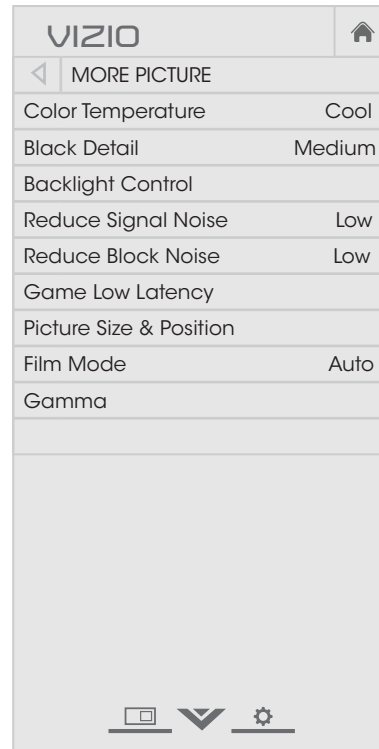 VIZIO
MORE PICTURE
Color Temperature Cool
Black Detail Medium
Backlight Control
Reduce Signal Noise Low
Reduce Block Noise Low
Game Low Latency
Picture Size & Position
Film Mode Auto
Gamma